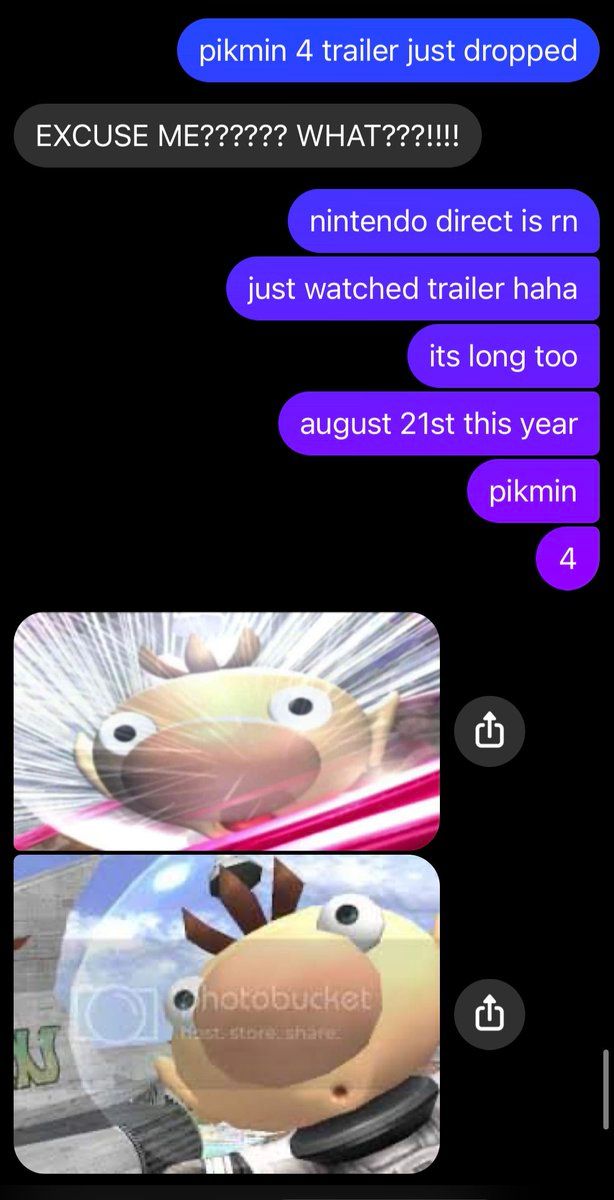 pikmin 4 trailer just dropped
EXCUSE ME?????? WHAT???!!!!
nintendo direct is rn
just watched trailer haha
its long too
august 21st this year
pikmin
4
photobucket
host. store. share.